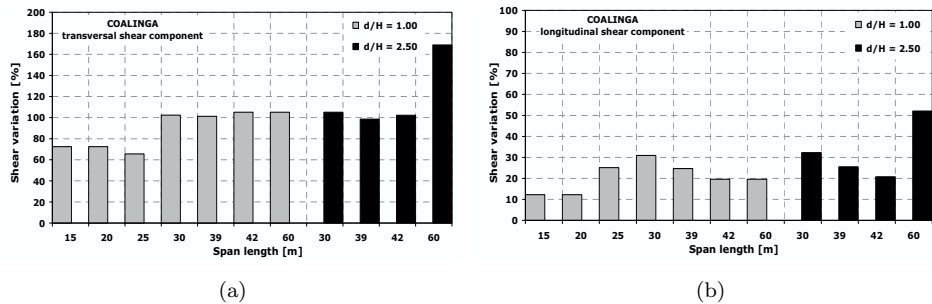 COALINGA
transversal shear component
d/H = 1.00
d/H = 2.50
Shear variation [%]
200
180
160
140
120
100
80
60
40
20
0
15 20 25 30 39 42 60 30 39 42 60
Span length [m]
(a)
COALINGA
longitudinal shear component
d/H = 1.00
d/H = 2.50
Shear variation [%]
100
90
80
70
60
50
40
30
20
10
0
15 20 25 30 39 42 60 30 39 42 60
Span length [m]
(b)